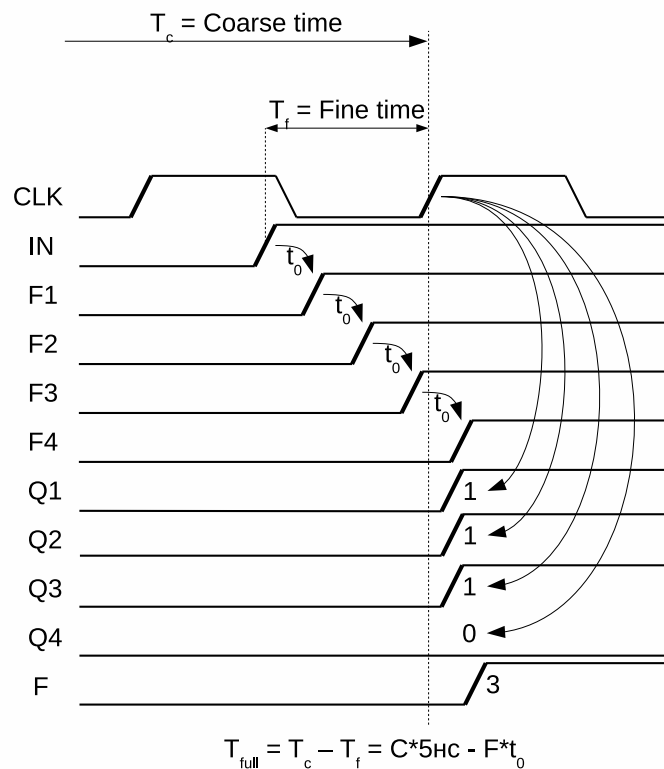 T_c = Coarse time
T_f = Fine time
CLK
IN
t_0
F1
t_0
F2
t_0
F3
t_0
F4
Q1 1
Q2 1
Q3 1
Q4 0
F 3
T_full = T_c – T_f = C*5нс - F*t_0